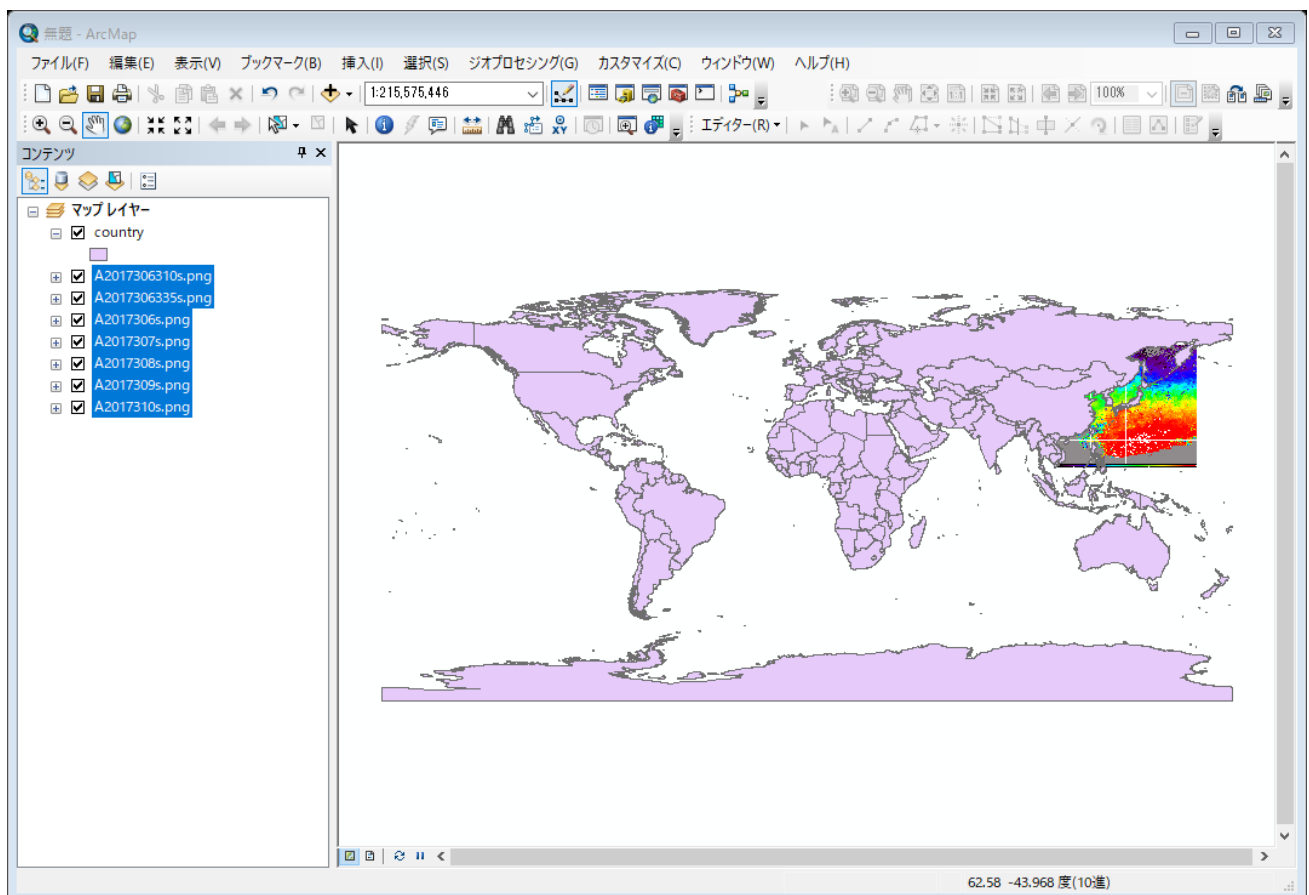 無題 - ArcMap
ファイル(F) 編集(E) 表示(V) ブックマーク(B) 挿入(I) 選択(S) ジオプロセシング(G) カスタマイズ(C) ウィンドウ(W) ヘルプ(H)
1:215,575,446 100%
エディター(R)
コンテンツ
マップ レイヤー
country
A2017306310s.png
A2017306335s.png
A2017306s.png
A2017307s.png
A2017308s.png
A2017309s.png
A2017310s.png
62.58 -43.968 度(10進)